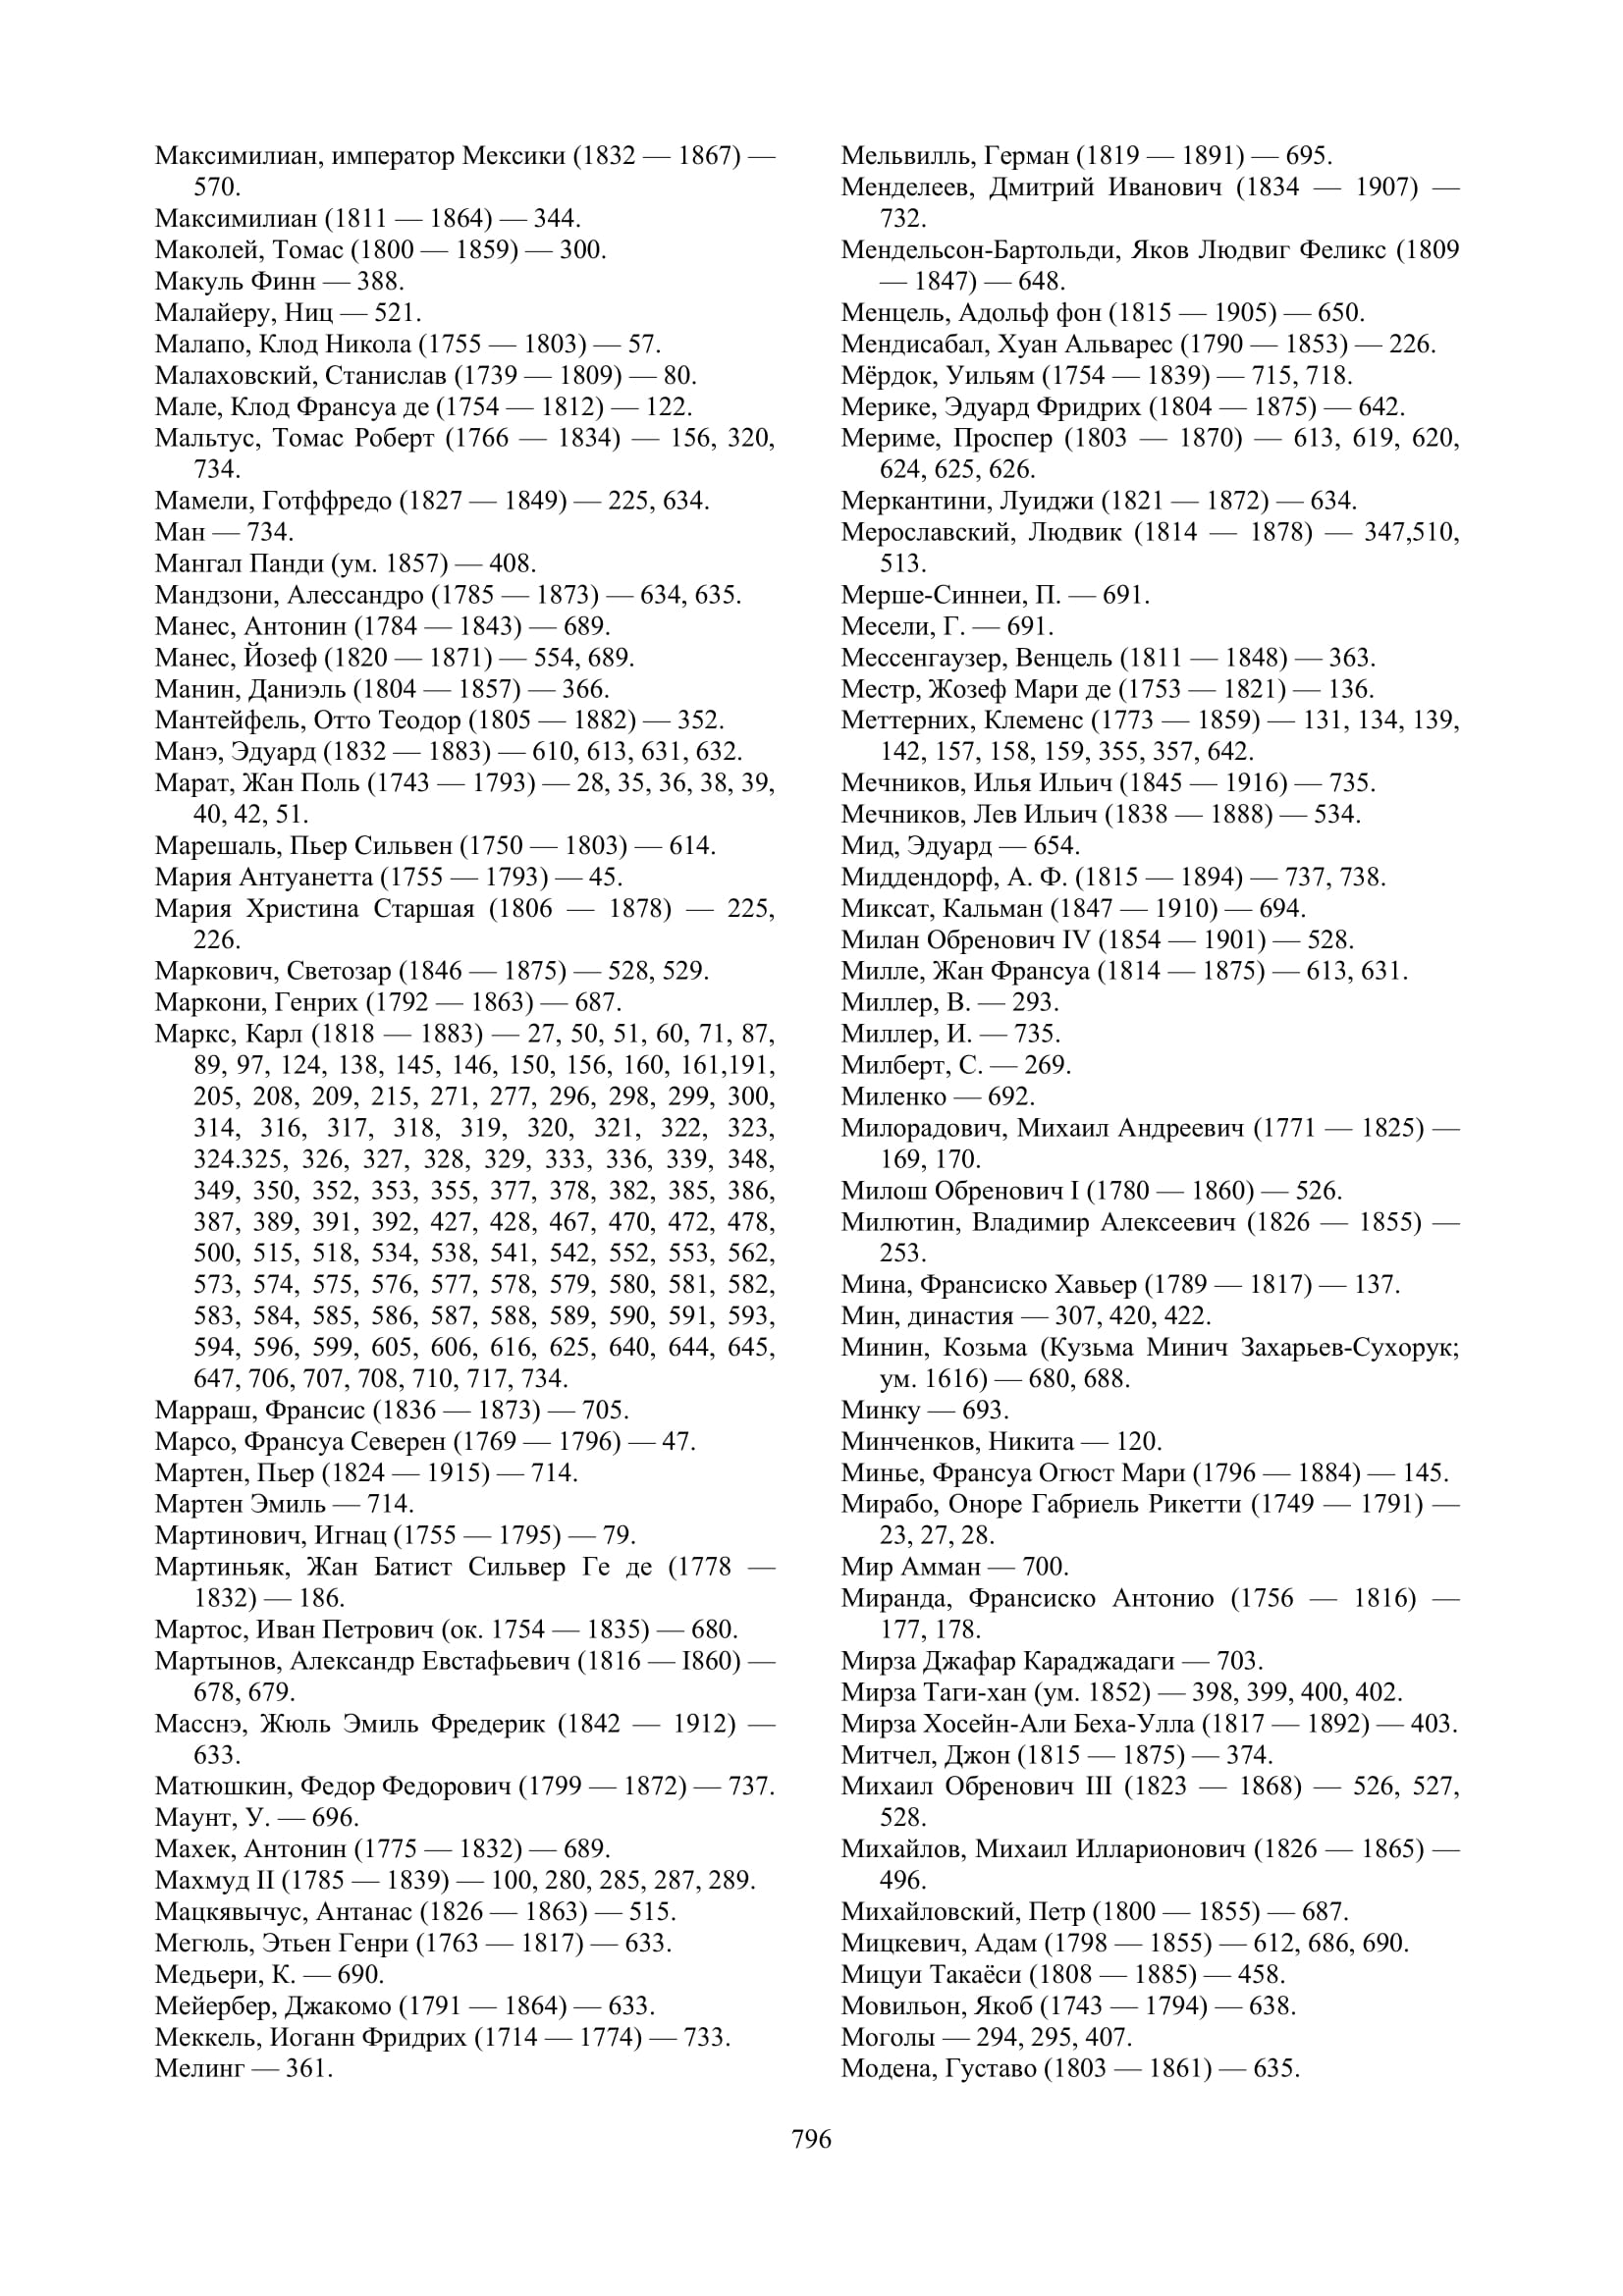 Максимилиан, император Мексики (1832 — 1867) —
570.
Максимилиан (1811 — 1864) — 344.
Маколей, Томас (1800 — 1859) — 300.
Макуль Финн — 388.
Малайеру, Ниц — 521.
Малапо, Клод Никола (1755 — 1803) — 57.
Малаховский, Станислав (1739 — 1809) — 80.
Мале, Клод Франсуа де (1754 — 1812) — 122.
Мальтус, Томас Роберт (1766 — 1834) — 156, 320,
734.
Мамели, Готффредо (1827 — 1849) — 225, 634.
Ман — 734.
Мангал Панди (ум. 1857) — 408.
Мандзони, Алессандро (1785 — 1873) — 634, 635.
Манес, Антонин (1784 — 1843) — 689.
Манес, Йозеф (1820 — 1871) — 554, 689.
Манин, Даниэль (1804 — 1857) — 366.
Мантейфель, Отто Теодор (1805 — 1882) — 352.
Манэ, Эдуард (1832 — 1883) — 610, 613, 631, 632.
Марат, Жан Поль (1743 — 1793) — 28, 35, 36, 38, 39,
40, 42, 51.
Марешаль, Пьер Сильвен (1750 — 1803) — 614.
Мария Антуанетта (1755 — 1793) — 45.
Мария Христина Старшая (1806 — 1878) — 225,
226.
Маркович, Светозар (1846 — 1875) — 528, 529.
Маркони, Генрих (1792 — 1863) — 687.
Маркс, Карл (1818 — 1883) — 27, 50, 51, 60, 71, 87,
89, 97, 124, 138, 145, 146, 150, 156, 160, 161,191,
205, 208, 209, 215, 271, 277, 296, 298, 299, 300,
314, 316, 317, 318, 319, 320, 321, 322, 323,
324.325, 326, 327, 328, 329, 333, 336, 339, 348,
349, 350, 352, 353, 355, 377, 378, 382, 385, 386,
387, 389, 391, 392, 427, 428, 467, 470, 472, 478,
500, 515, 518, 534, 538, 541, 542, 552, 553, 562,
573, 574, 575, 576, 577, 578, 579, 580, 581, 582,
583, 584, 585, 586, 587, 588, 589, 590, 591, 593,
594, 596, 599, 605, 606, 616, 625, 640, 644, 645,
647, 706, 707, 708, 710, 717, 734.
Марраш, Франсис (1836 — 1873) — 705.
Марсо, Франсуа Северен (1769 — 1796) — 47.
Мартен, Пьер (1824 — 1915) — 714.
Мартен Эмиль — 714.
Мартинович, Игнац (1755 — 1795) — 79.
Мартиньяк, Жан Батист Сильвер Ге де (1778 —
1832) — 186.
Мартос, Иван Петрович (ок. 1754 — 1835) — 680.
Мартынов, Александр Евстафьевич (1816 — I860) —
678, 679.
Масснэ, Жюль Эмиль Фредерик (1842 — 1912) —
633.
Матюшкин, Федор Федорович (1799 — 1872) — 737.
Маунт, У. — 696.
Махек, Антонин (1775 — 1832) — 689.
Махмуд II (1785 — 1839) — 100, 280, 285, 287, 289.
Мацкявычус, Антанас (1826 — 1863) — 515.
Мегюль, Этьен Генри (1763 — 1817) — 633.
Медьери, К. — 690.
Мейербер, Джакомо (1791 — 1864) — 633.
Меккель, Иоганн Фридрих (1714 — 1774) — 733.
Мелинг — 361.
Мельвилль, Герман (1819 — 1891) — 695.
Менделеев, Дмитрий Иванович (1834 — 1907) —
732.
Мендельсон-Бартольди, Яков Людвиг Феликс (1809
— 1847) — 648.
Менцель, Адольф фон (1815 — 1905) — 650.
Мендисабал, Хуан Альварес (1790 — 1853) — 226.
Мёрдок, Уильям (1754 — 1839) — 715, 718.
Мерике, Эдуард Фридрих (1804 — 1875) — 642.
Мериме, Проспер (1803 — 1870) — 613, 619, 620,
624, 625, 626.
Меркантини, Луиджи (1821 — 1872) — 634.
Мерославский, Людвик (1814 — 1878) — 347,510,
513.
Мерше-Синнеи, П. — 691.
Месели, Г. — 691.
Мессенгаузер, Венцель (1811 — 1848) — 363.
Местр, Жозеф Мари де (1753 — 1821) — 136.
Меттерних, Клеменс (1773 — 1859) — 131, 134, 139,
142, 157, 158, 159, 355, 357, 642.
Мечников, Илья Ильич (1845 — 1916) — 735.
Мечников, Лев Ильич (1838 — 1888) — 534.
Мид, Эдуард — 654.
Миддендорф, А. Ф. (1815 — 1894) — 737, 738.
Миксат, Кальман (1847 — 1910) — 694.
Милан Обренович IV (1854 — 1901) — 528.
Милле, Жан Франсуа (1814 — 1875) — 613, 631.
Миллер, В. — 293.
Миллер, И. — 735.
Милберт, С. — 269.
Миленко — 692.
Милорадович, Михаил Андреевич (1771 — 1825) —
169, 170.
Милош Обренович I (1780 — 1860) — 526.
Милютин, Владимир Алексеевич (1826 — 1855) —
253.
Мина, Франсиско Хавьер (1789 — 1817) — 137.
Мин, династия — 307, 420, 422.
Минин, Козьма (Кузьма Минич Захарьев-Сухорук;
ум. 1616) — 680, 688.
Минку — 693.
Минченков, Никита — 120.
Минье, Франсуа Огюст Мари (1796 — 1884) — 145.
Мирабо, Оноре Габриель Рикетти (1749 — 1791) —
23, 27, 28.
Мир Амман — 700.
Миранда, Франсиско Антонио (1756 — 1816) —
177, 178.
Мирза Джафар Караджадаги — 703.
Мирза Таги-хан (ум. 1852) — 398, 399, 400, 402.
Мирза Хосейн-Али Беха-Улла (1817 — 1892) — 403.
Митчел, Джон (1815 — 1875) — 374.
Михаил Обренович III (1823 — 1868) — 526, 527,
528.
Михайлов, Михаил Илларионович (1826 — 1865) —
496.
Михайловский, Петр (1800 — 1855) — 687.
Мицкевич, Адам (1798 — 1855) — 612, 686, 690.
Мицуи Такаёси (1808 — 1885) — 458.
Мовильон, Якоб (1743 — 1794) — 638.
Моголы — 294, 295, 407.
Модена, Густаво (1803 — 1861) — 635.
796